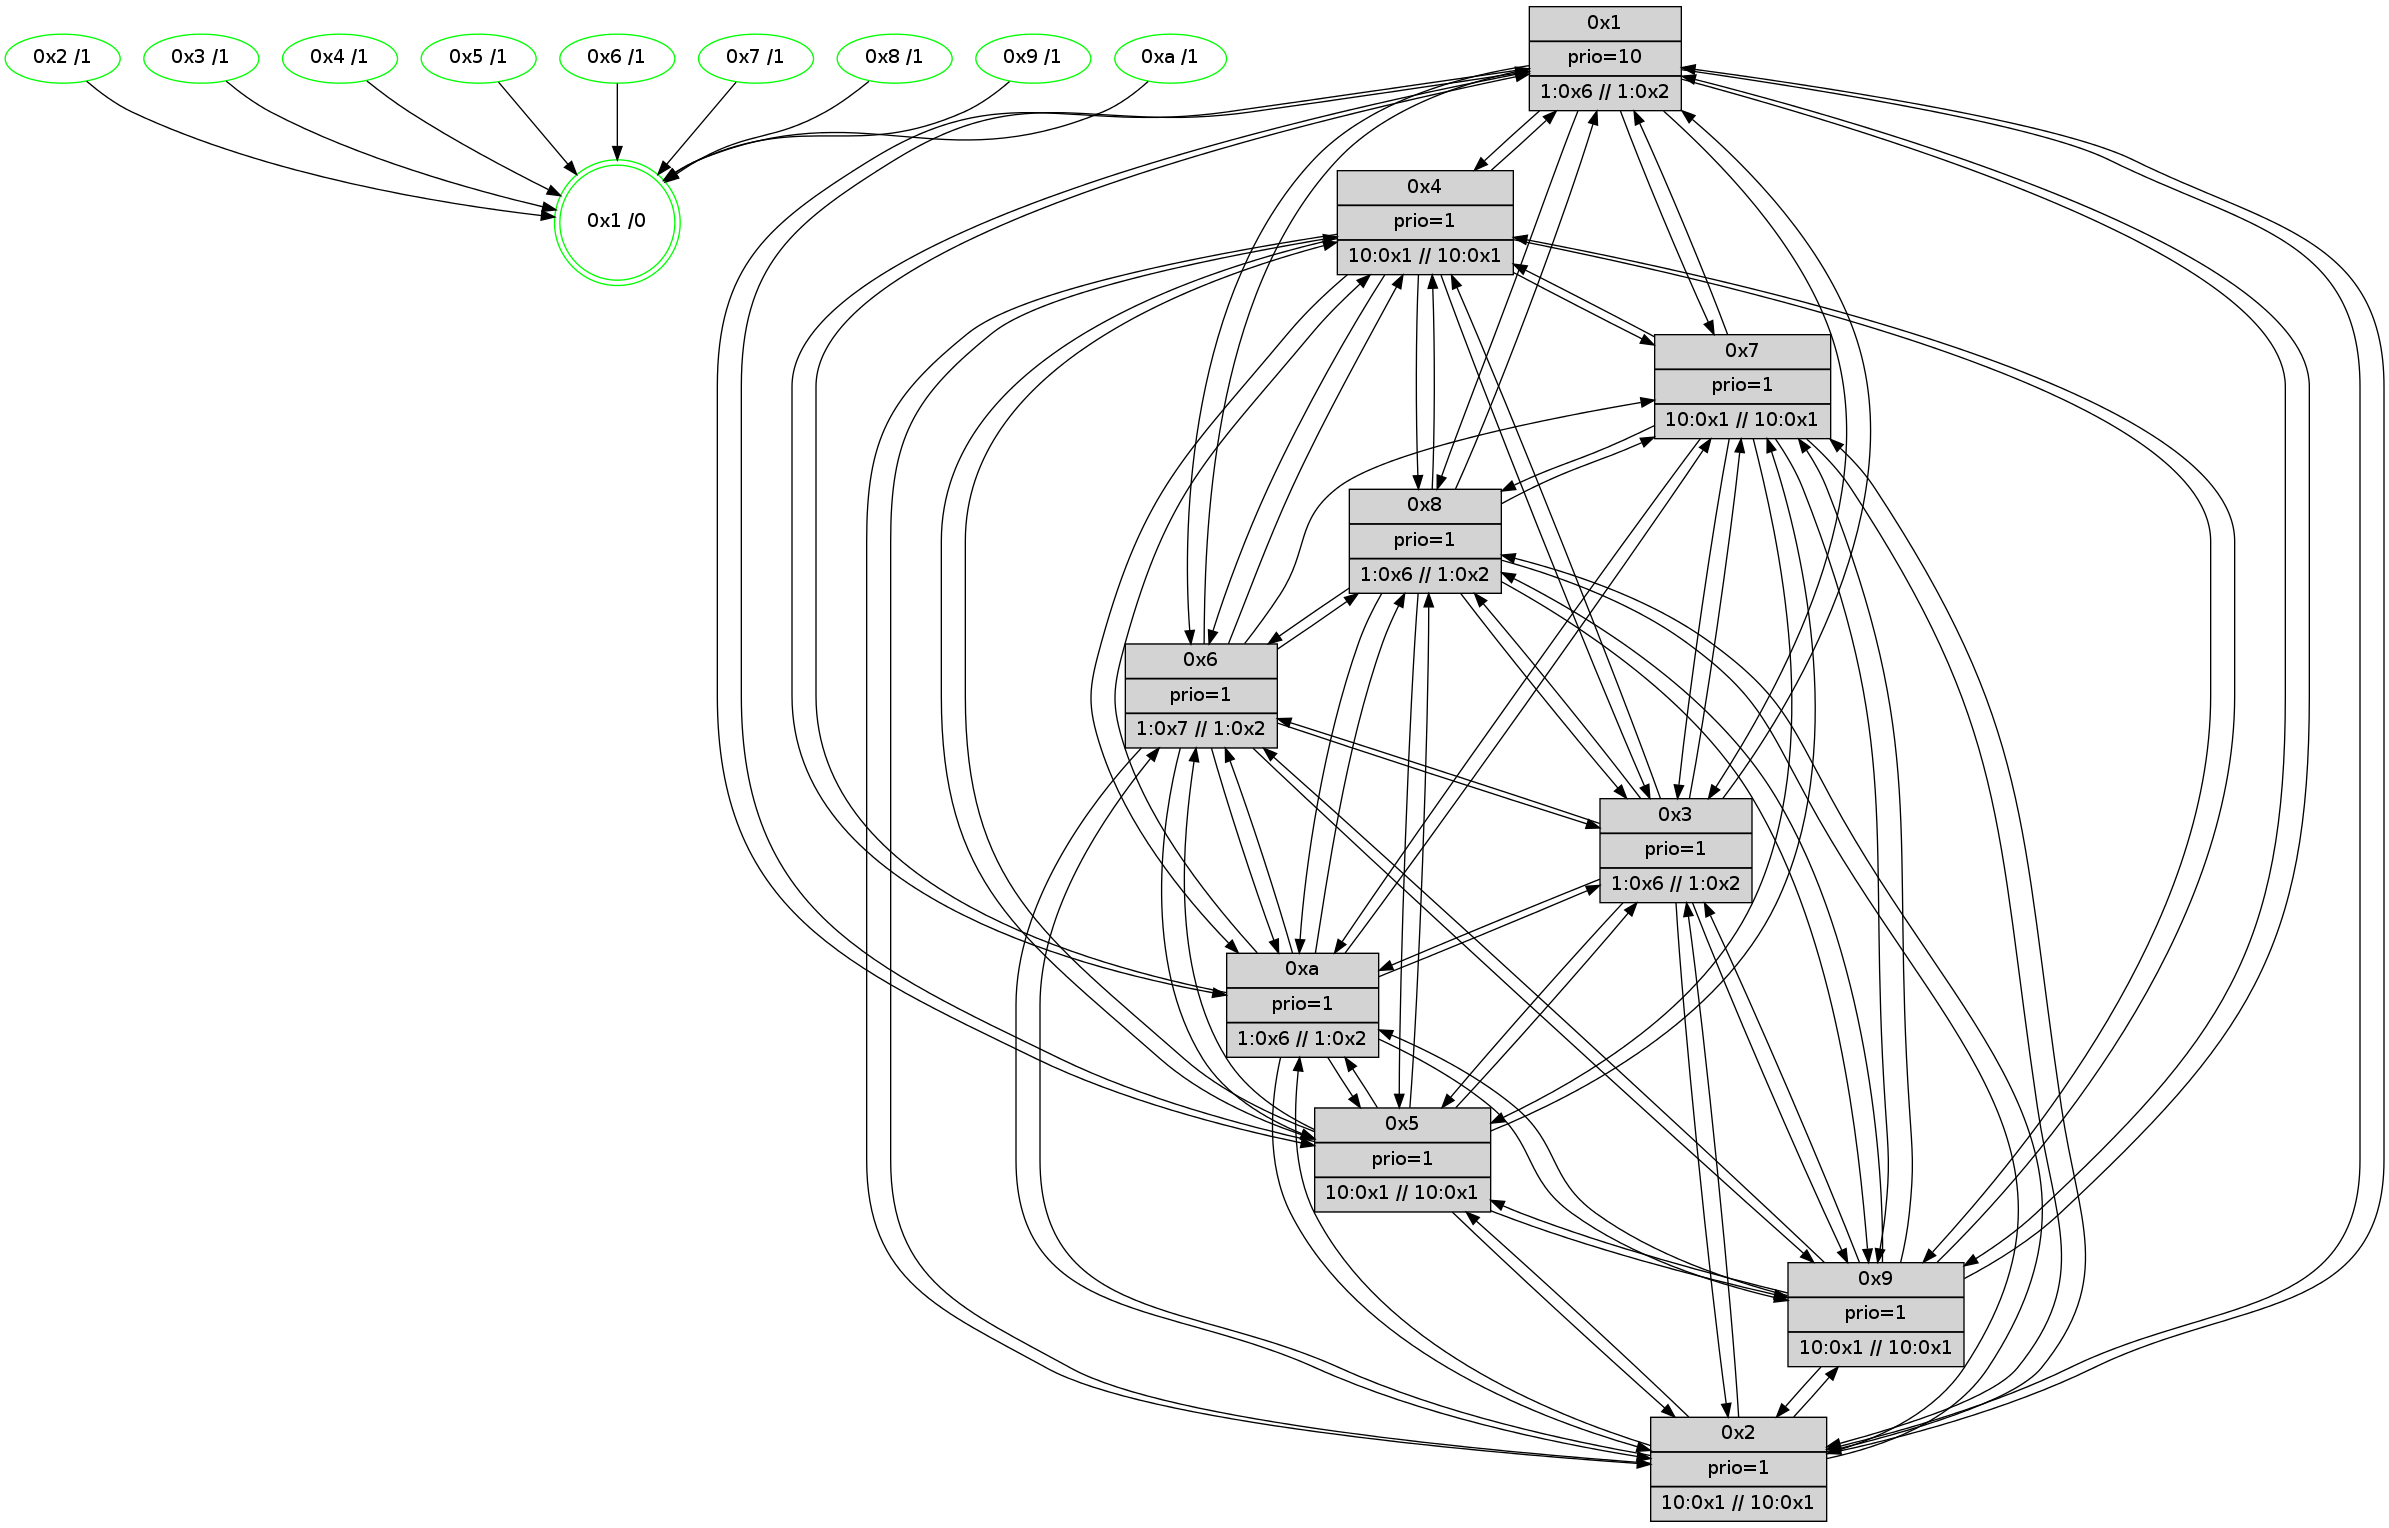 0x2 /1
0x3 /1
0x4 /1
0x5 /1
0x6 /1
0x7 /1
0x8 /1
0x9 /1
0xa /1
0x1 /0
0x1
prio=10
1:0x6 // 1:0x2
0x4
prio=1
10:0x1 // 10:0x1
0x7
prio=1
10:0x1 // 10:0x1
0x8
prio=1
1:0x6 // 1:0x2
0x6
prio=1
1:0x7 // 1:0x2
0x3
prio=1
1:0x6 // 1:0x2
0xa
prio=1
1:0x6 // 1:0x2
0x5
prio=1
10:0x1 // 10:0x1
0x9
prio=1
10:0x1 // 10:0x1
0x2
prio=1
10:0x1 // 10:0x1